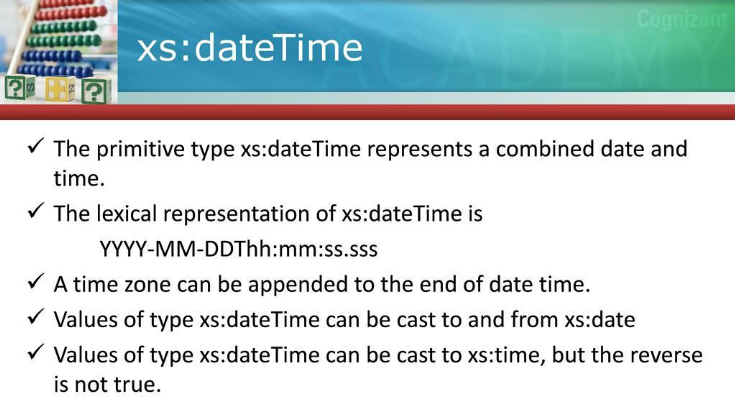 Cognizant
ACADEMY
xs:dateTime
✓ The primitive type xs:dateTime represents a combined date and
time.
✓ The lexical representation of xs:dateTime is
YYYY-MM-DDThh:mm:ss.sss
✓ A time zone can be appended to the end of date time.
✓ Values of type xs:dateTime can be cast to and from xs:date
✓ Values of type xs:dateTime can be cast to xs:time, but the reverse
is not true.